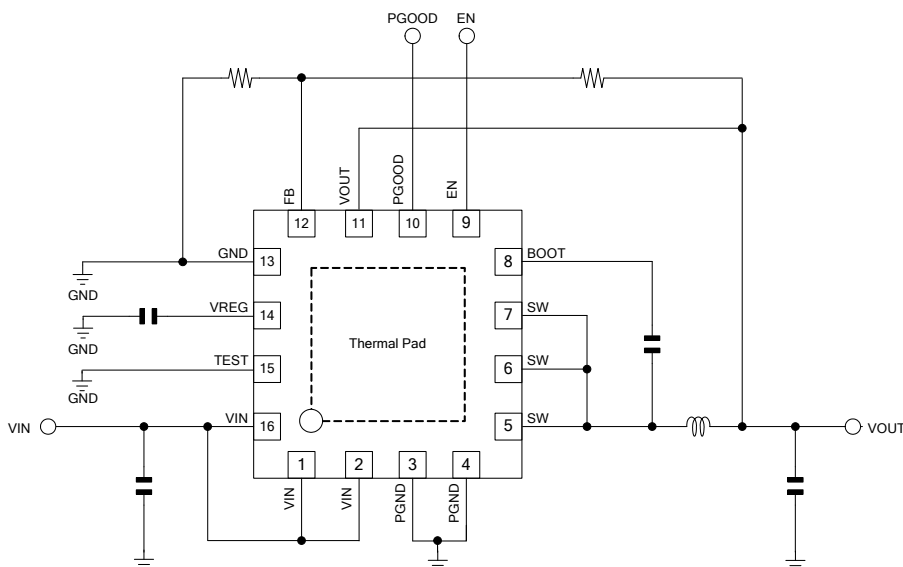 PGOOD EN
FB VOUT PGOOD EN
12 11 10 9
GND 13 8 BOOT
GND
VREG 14 7 SW
GND
Thermal Pad
TEST 15 6 SW
GND
VIN VIN 16 5 SW VOUT
1 2 3 4
VIN VIN PGND PGND